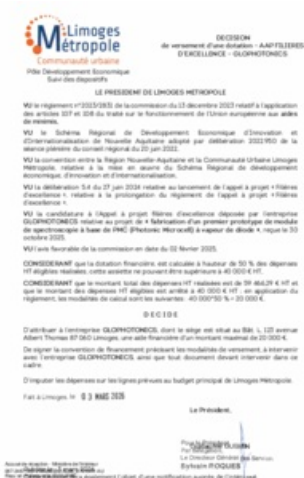 Limoges
Métropole
Communauté urbaine
Pôle Développement Economique
Suivi des dispositifs
DECISION
de versement d'une dotation - AAP FILIERES
D'EXCELLENCE - GLOPHOTONICS
LE PRESIDENT DE LIMOGES METROPOLE
VU le règlement n°2023/2831 de la commission du 13 décembre 2023 relatif à l'application
des articles 107 et 108 du traité sur le fonctionnement de l'Union européenne aux aides
de minimis,
VU le Schéma Régional de Développement Economique d'Innovation et
d'Internationalisation de Nouvelle Aquitaine adopté par délibération de la
séance plénière du conseil régional du 20 juin 2022,
VU la convention entre la Région Nouvelle-Aquitaine et la Communauté Urbaine Limoges
Métropole, relative à la mise en œuvre du Schéma Régional de développement
économique, d'innovation et d'internationalisation,
VU la délibération 5.4 du 27 juin 2024 relative au lancement de l'appel à projet « filières
d'excellence », relative à la prolongation du règlement de l'appel à projet « filières
d'excellence »,
VU la candidature à l'Appel à projets filières d'excellence déposée par l'entreprise
GLOPHOTONICS relative au projet de « fabrication d'un premier prototype de module
de spectroscopie à base de PMC (Photonic Microcell) à vapeur de diode », reçue le 30
octobre 2025,
VU l'avis favorable de la commission en date du 02 février 2025,
CONSIDERANT que la dotation financière, est calculée à hauteur de 50 % des dépenses
HT éligibles réalisées, cette assiette ne pouvant être supérieure à 40 000 € HT,
CONSIDERANT que le montant total des dépenses HT réalisées est de € HT et
que le montant des dépenses HT éligibles est arrêté à 40 000 € HT : en application du
règlement, les modalités de calcul sont les suivantes : 40 000*50 % = 20 000 €.
DECIDE
D'attribuer à l'entreprise GLOPHOTONICS, dont le siège est situé au Bât. L, 123 avenue
Albert Thomas 87 060 Limoges, une aide financière d'un montant maximal de 20 000 €.
De signer la convention de financement précisant les modalités de versement, à intervenir
avec l'entreprise GLOPHOTONICS, ainsi que tout document devant intervenir dans ce
cadre.
D'imputer les dépenses sur les lignes prévues au budget principal de Limoges Métropole.
Fait à Limoges, le 03 MARS 2026
Le Président,
Pour le Président
Par délégation,
Le Directeur Général des Services
Sylvain ROQUES